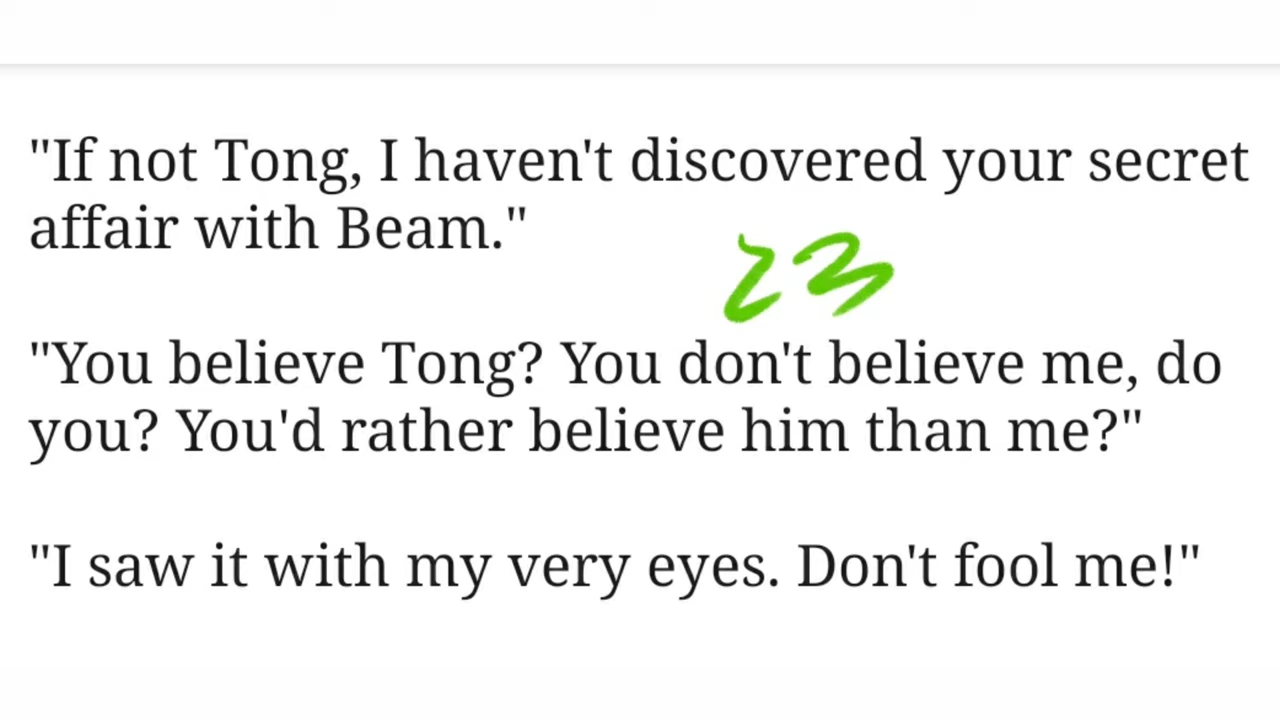 "If not Tong, I haven't discovered your secret
affair with Beam."
23
"You believe Tong? You don't believe me, do
you? You'd rather believe him than me?"
"I saw it with my very eyes. Don't fool me!"